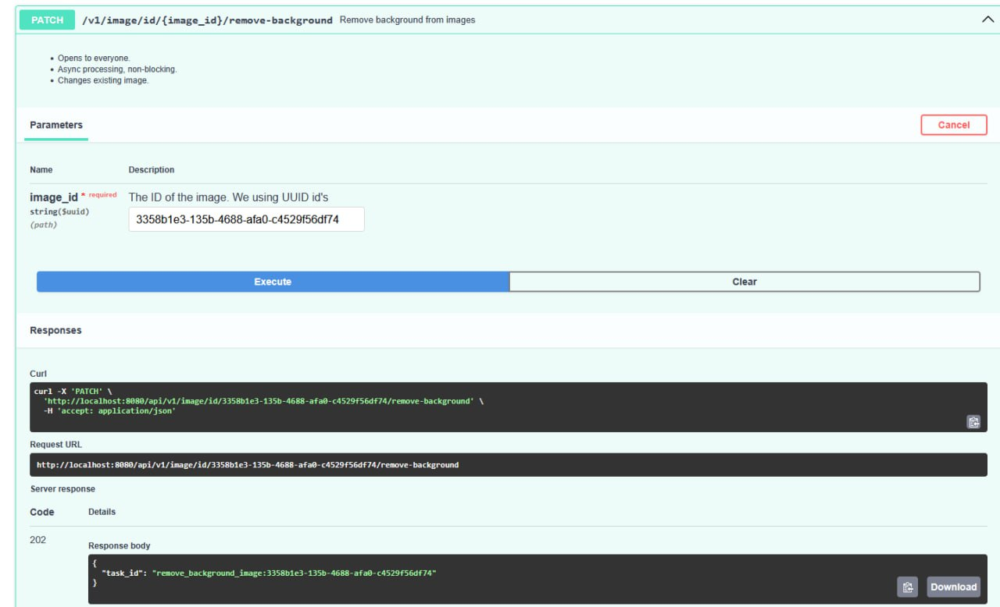 PATCH /v1/image/id/{image_id}/remove-background Remove background from images
Opens to everyone.
Async processing, non-blocking.
Changes existing image.
Parameters Cancel
Name Description
image_id * required The ID of the image. We using UUID id's
string($uuid)
(path)
3358b1e3-135b-4688-afa0-c4529f56df74
Execute Clear
Responses
Curl
curl -X 'PATCH' \
'http://localhost:8080/api/v1/image/id/3358b1e3-135b-4688-afa0-c4529f56df74/remove-background' \
-H 'accept: application/json'
Request URL
http://localhost:8080/api/v1/image/id/3358b1e3-135b-4688-afa0-c4529f56df74/remove-background
Server response
Code Details
202
Response body
{
"task_id": "remove_background_image:3358b1e3-135b-4688-afa0-c4529f56df74"
}
Download